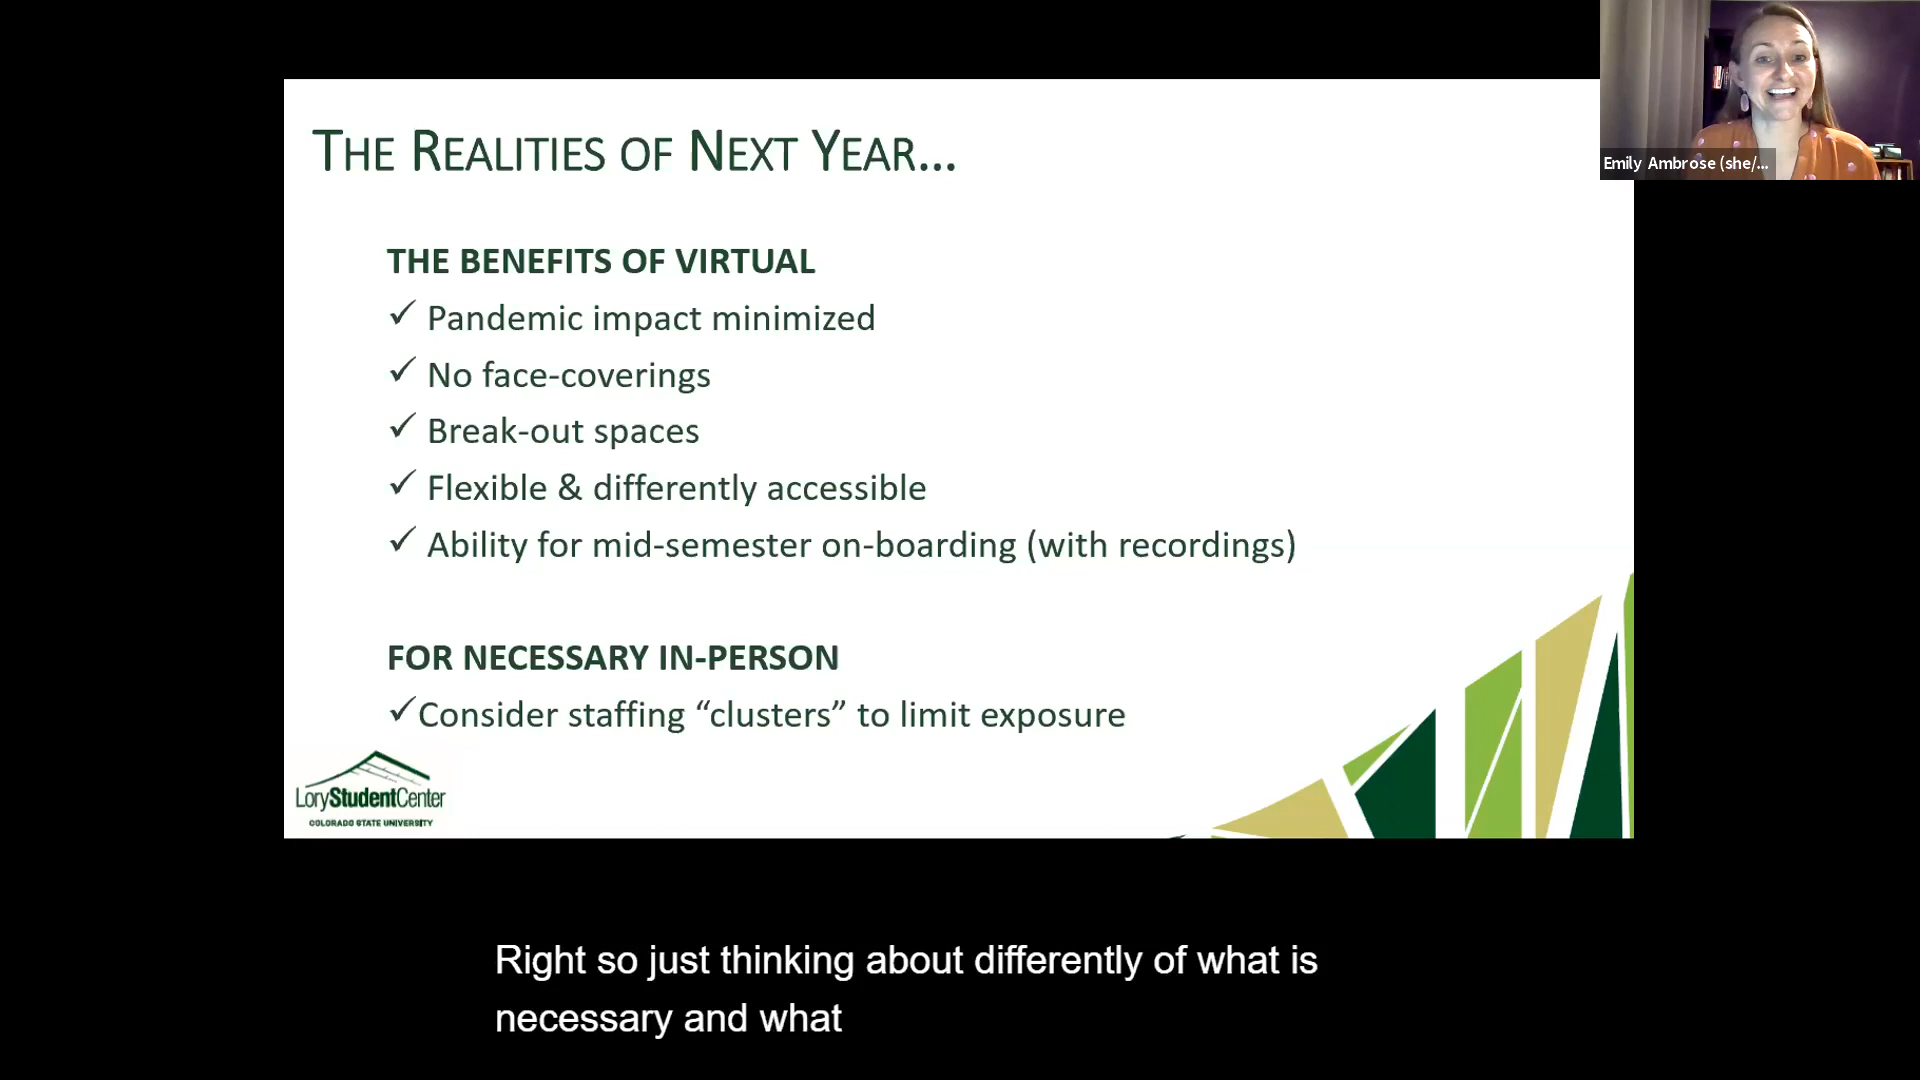 THE REALITIES OF NEXT YEAR...
Emily Ambrose (she/...
THE BENEFITS OF VIRTUAL
✓ Pandemic impact minimized
✓ No face-coverings
✓ Break-out spaces
✓ Flexible & differently accessible
✓ Ability for mid-semester on-boarding (with recordings)
FOR NECESSARY IN-PERSON
✓Consider staffing “clusters” to limit exposure
LoryStudentCenter
COLORADO STATE UNIVERSITY
Right so just thinking about differently of what is
necessary and what